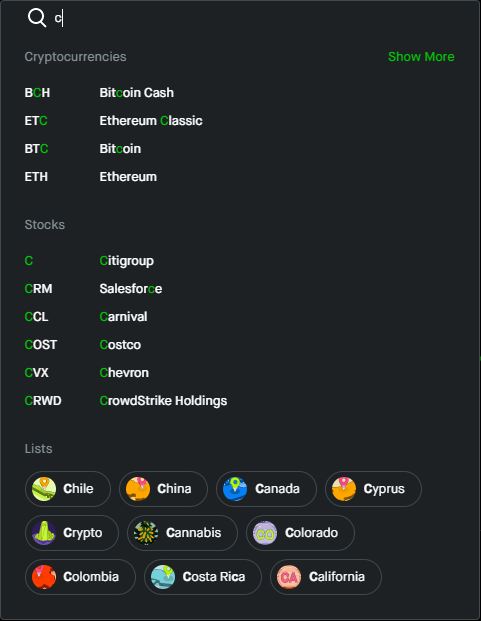 c
Cryptocurrencies Show More
BCH Bitcoin Cash
ETC Ethereum Classic
BTC Bitcoin
ETH Ethereum
Stocks
C Citigroup
CRM Salesforce
CCL Carnival
COST Costco
CVX Chevron
CRWD CrowdStrike Holdings
Lists
Chile China Canada Cyprus
Crypto Cannabis CO Colorado
Colombia Costa Rica CA California